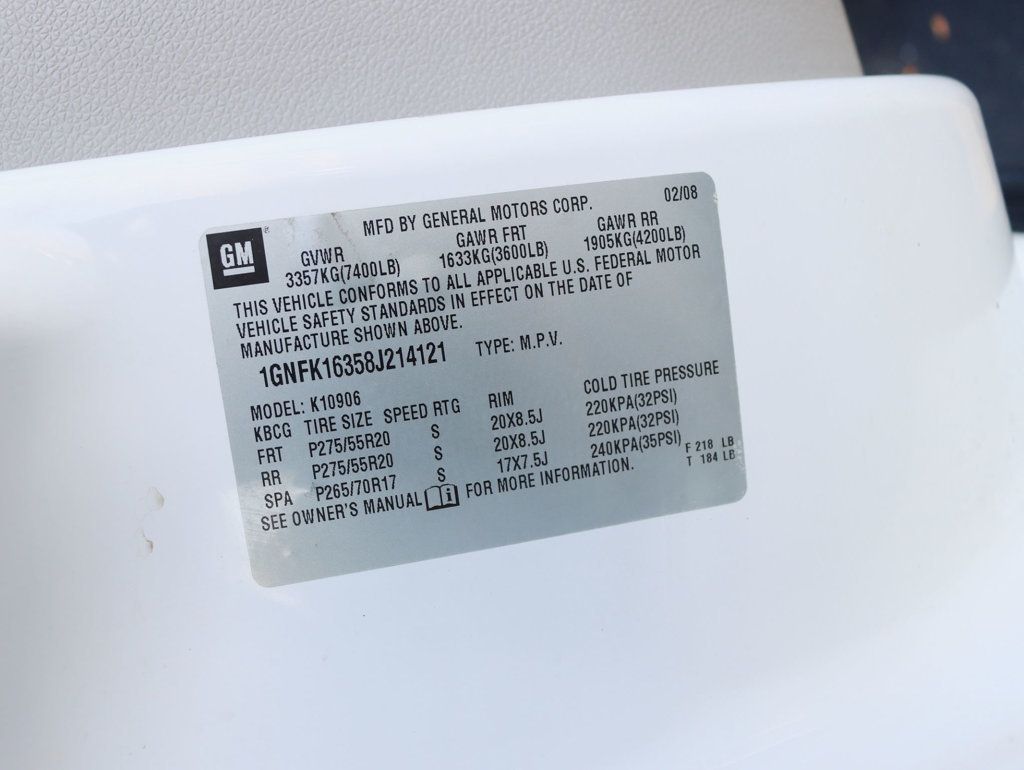 MFD BY GENERAL MOTORS CORP. 02/08
GM
®
GVWR GAWR FRT GAWR RR
3357KG(7400LB) 1633KG(3600LB) 1905KG(4200LB)
THIS VEHICLE CONFORMS TO ALL APPLICABLE U.S. FEDERAL MOTOR
VEHICLE SAFETY STANDARDS IN EFFECT ON THE DATE OF
MANUFACTURE SHOWN ABOVE.
1GNFK16358J214121 TYPE: M.P.V.
MODEL: K10906
KBCG TIRE SIZE SPEED RTG RIM COLD TIRE PRESSURE
FRT P275/55R20 S 20X8.5J 220KPA(32PSI)
RR P275/55R20 S 20X8.5J 220KPA(32PSI)
SPA P265/70R17 S 17X7.5J 240KPA(35PSI)
F 218 LB
T 184 LB
SEE OWNER'S MANUAL i FOR MORE INFORMATION.